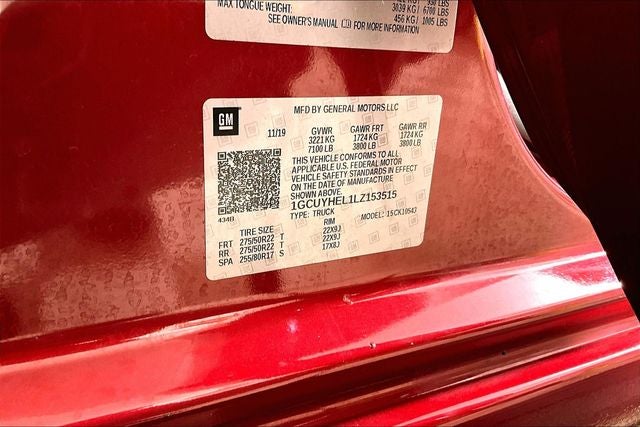 MAX TONGUE WEIGHT: 3039 KG / 6700 LBS
456 KG / 1005 LBS
SEE OWNER'S MANUAL FOR MORE INFORMATION
GM
MFD BY GENERAL MOTORS LLC
11/19 GVWR GAWR FRT GAWR RR
3221 KG 1724 KG 1724 KG
7100 LB 3800 LB 3800 LB
THIS VEHICLE CONFORMS TO ALL
APPLICABLE U.S. FEDERAL MOTOR
VEHICLE SAFETY STANDARDS IN EFFECT
ON THE DATE OF MANUFACTURE
SHOWN ABOVE.
1GCUYHEL1LZ153515
TYPE: TRUCK MODEL: 15CK10543
434B
TIRE SIZE RIM
FRT 275/50R22 T 22X9J
RR 275/50R22 T 22X9J
SPA 255/80R17 S 17X8J